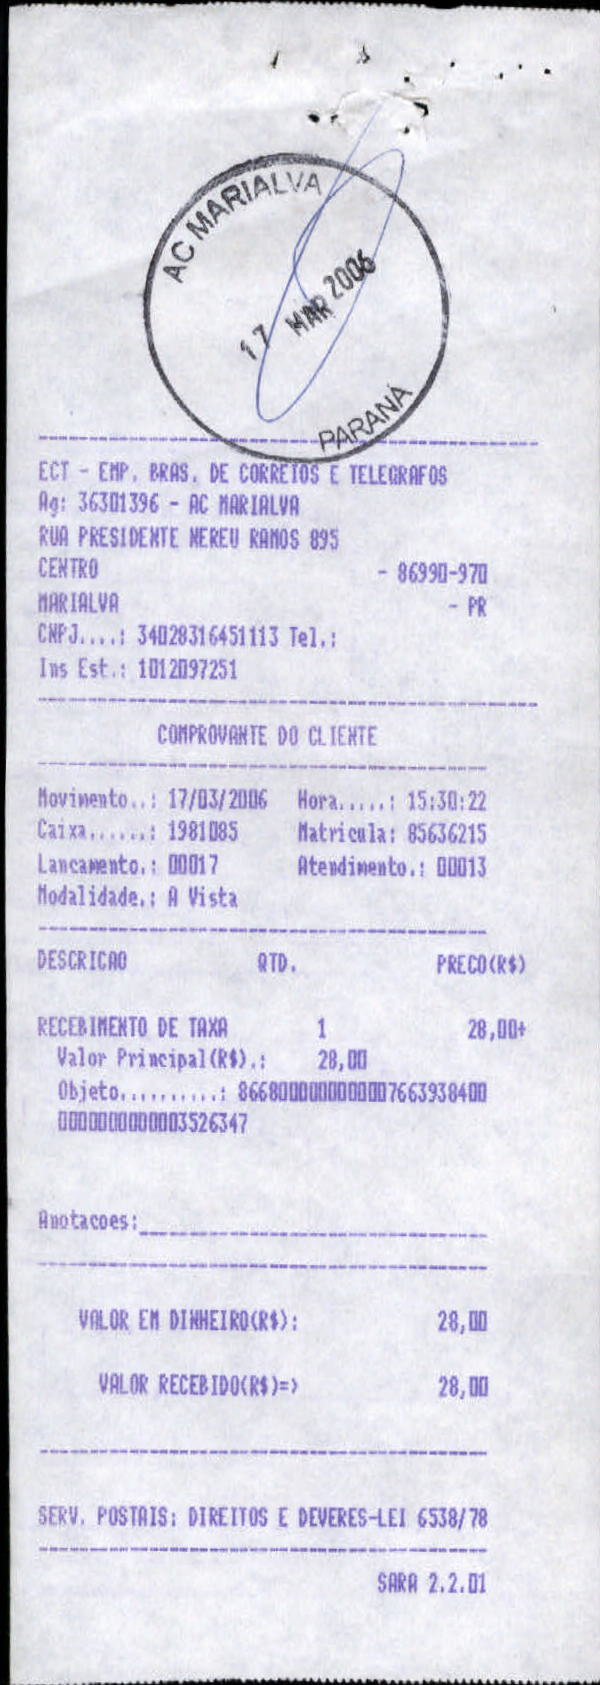 AC MARIALVA
17 MAR 2006
PARANÁ
ECT - EMP. BRAS. DE CORREIOS E TELEGRAFOS
Ag: 36301396 - AC MARIALVA
RUA PRESIDENTE NEREU RAMOS 895
CENTRO - 86990-970
MARIALVA - PR
CNPJ....: 34028316451113 Tel.:
Ins Est.: 1012097251
COMPROVANTE DO CLIENTE
Movimento..: 17/03/2006 Hora.....: 15:30:22
Caixa......: 1981085 Matricula: 85636215
Lancamento.: 00017 Atendimento.: 00013
Modalidade.: A Vista
DESCRICAO QTD. PRECO(R$)
RECEBIMENTO DE TAXA 1 28,00+
Valor Principal(R$).: 28,00
Objeto..........: 8668000000000007663938400
0000000000003526347
Anotacoes:
VALOR EM DINHEIRO(R$): 28,00
VALOR RECEBIDO(R$)=> 28,00
SERV. POSTAIS: DIREITOS E DEVERES-LEI 6538/78
SARA 2.2.01